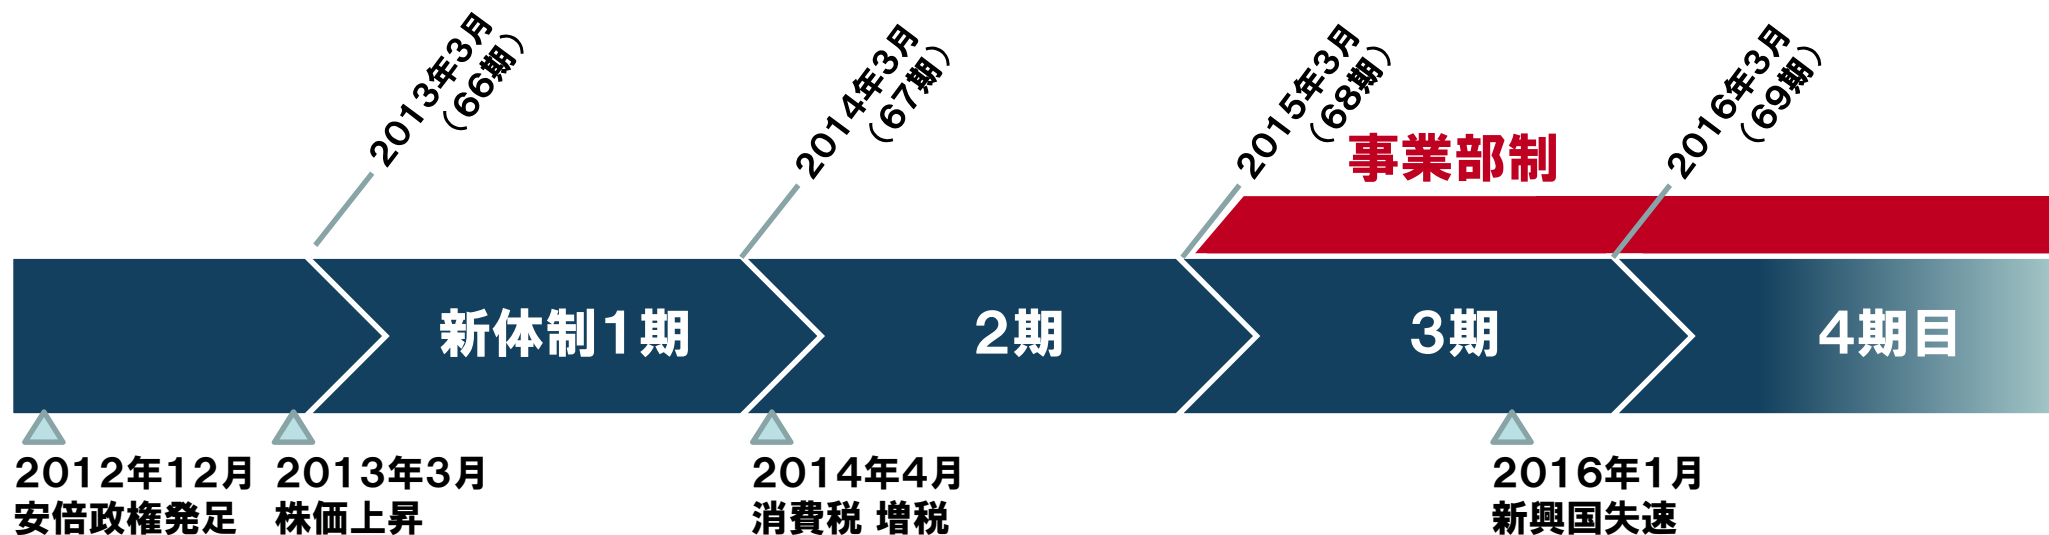 2013年3月
（66期）
2014年3月
（67期）
2015年3月
（68期）
2016年3月
（69期）
事業部制
新体制1期
2期
3期
4期目
2012年12月
安倍政権発足
2013年3月
株価上昇
2014年4月
消費税 増税
2016年1月
新興国失速